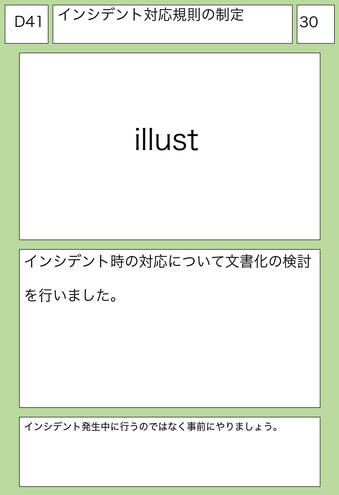 D41
インシデント対応規則の制定
30
illust
インシデント時の対応について文書化の検討
を行いました。
インシデント発生中に行うのではなく事前にやりましょう。